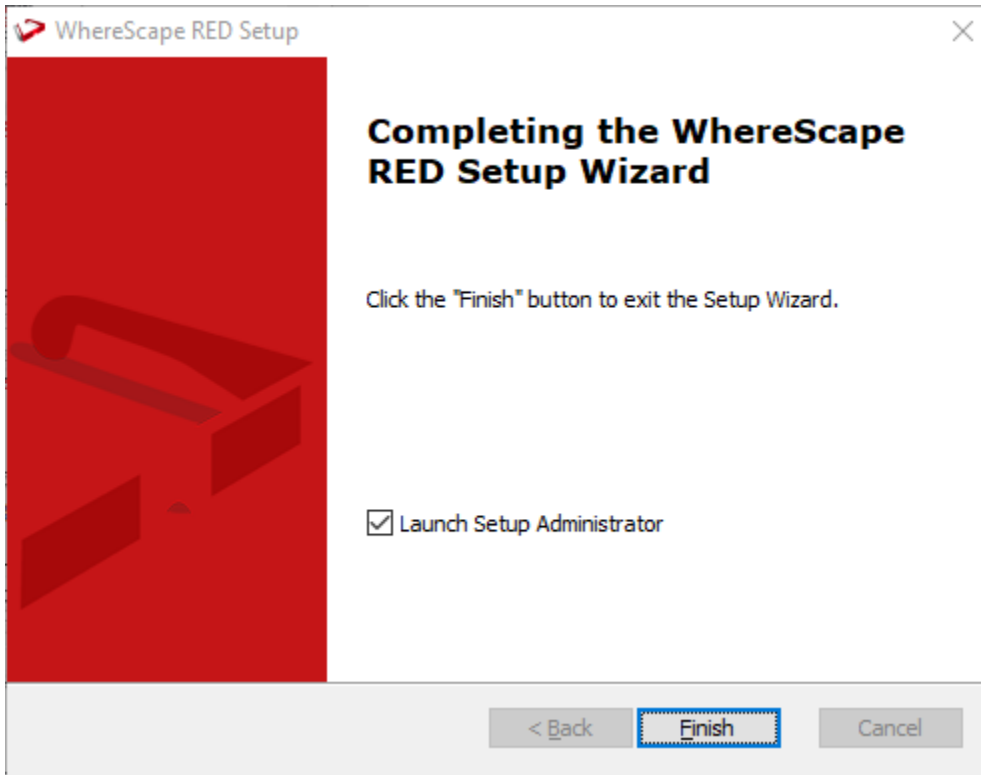 WhereScape RED Setup
Completing the WhereScape
RED Setup Wizard
Click the "Finish" button to exit the Setup Wizard.
Launch Setup Administrator
< Back
Finish
Cancel